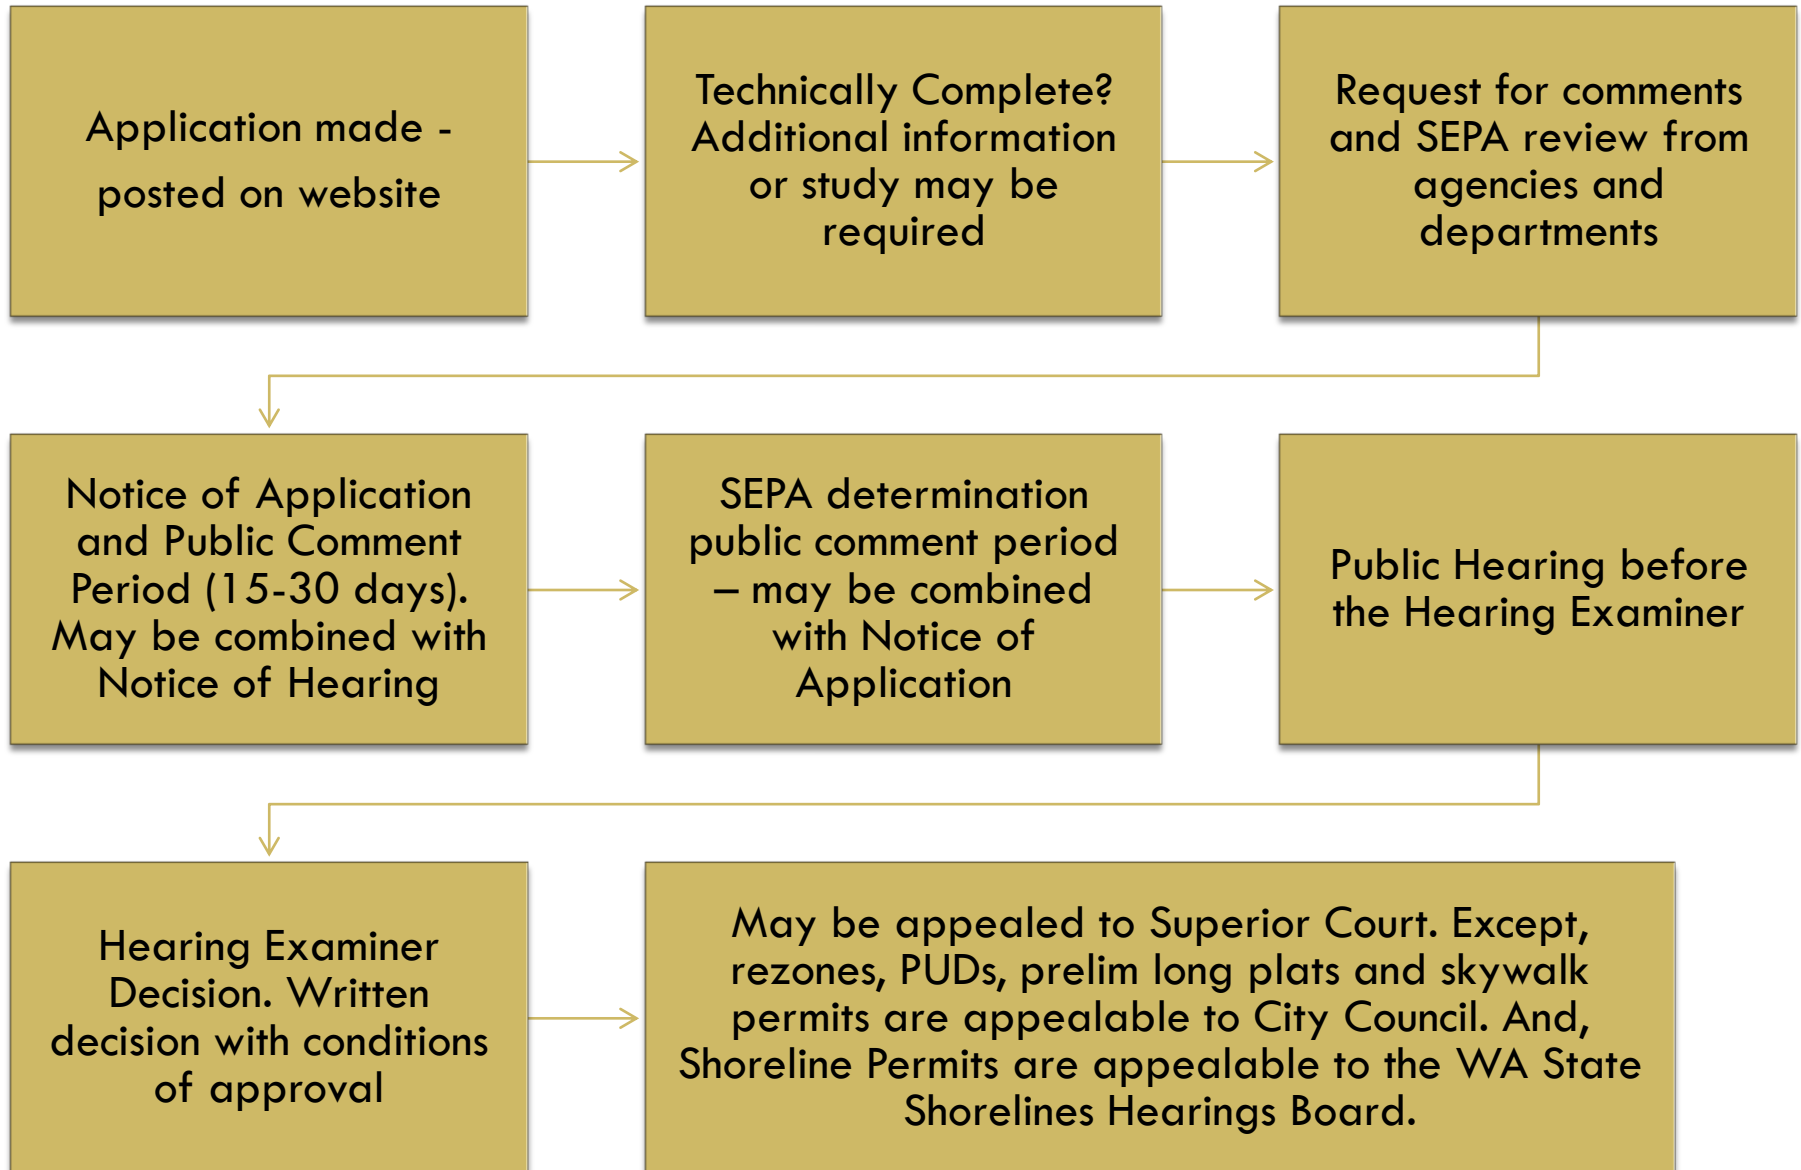 Application made -
posted on website
Technically Complete?
Additional information
or study may be
required
Request for comments
and SEPA review from
agencies and
departments
Notice of Application
and Public Comment
Period (15-30 days).
May be combined with
Notice of Hearing
SEPA determination
public comment period
– may be combined
with Notice of
Application
Public Hearing before
the Hearing Examiner
Hearing Examiner
Decision. Written
decision with conditions
of approval
May be appealed to Superior Court. Except,
rezones, PUDs, prelim long plats and skywalk
permits are appealable to City Council. And,
Shoreline Permits are appealable to the WA State
Shorelines Hearings Board.